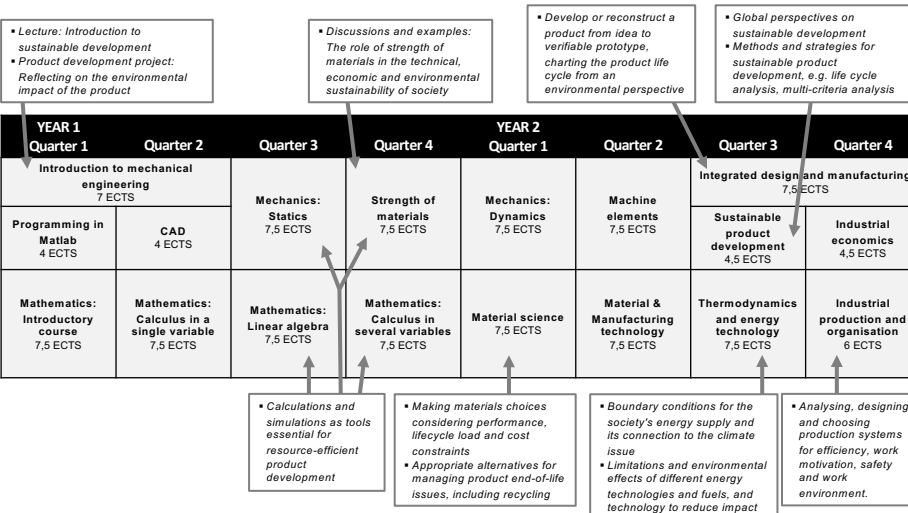 ▪ Lecture: Introduction to
sustainable development
▪ Product development project:
Reflecting on the environmental
impact of the product
▪ Discussions and examples:
The role of strength of
materials in the technical,
economic and environmental
sustainability of society
▪ Develop or reconstruct a
product from idea to
verifiable prototype,
charting the product life
cycle from an
environmental perspective
▪ Global perspectives on
sustainable development
▪ Methods and strategies for
sustainable product
development, e.g. life cycle
analysis, multi-criteria analysis
YEAR 1
Quarter 1
Quarter 2
Quarter 3
Quarter 4
YEAR 2
Quarter 1
Quarter 2
Quarter 3
Quarter 4
Introduction to mechanical
engineering
7 ECTS
Programming in
Matlab
4 ECTS
CAD
4 ECTS
Mechanics:
Statics
7,5 ECTS
Strength of
materials
7,5 ECTS
Mechanics:
Dynamics
7,5 ECTS
Machine
elements
7,5 ECTS
Integrated design and manufacturing
7,5 ECTS
Sustainable
product
development
4,5 ECTS
Industrial
economics
4,5 ECTS
Mathematics:
Introductory
course
7,5 ECTS
Mathematics:
Calculus in a
single variable
7,5 ECTS
Mathematics:
Linear algebra
7,5 ECTS
Mathematics:
Calculus in
several variables
7,5 ECTS
Material science
7,5 ECTS
Material &
Manufacturing
technology
7,5 ECTS
Thermodynamics
and energy
technology
7,5 ECTS
Industrial
production and
organisation
6 ECTS
▪ Calculations and
simulations as tools
essential for
resource-efficient
product
development
▪ Making materials choices
considering performance,
lifecycle load and cost
constraints
▪ Appropriate alternatives for
managing product end-of-life
issues, including recycling
▪ Boundary conditions for the
society's energy supply and
its connection to the climate
issue
▪ Limitations and environmental
effects of different energy
technologies and fuels, and
technology to reduce impact
▪ Analysing, designing
and choosing
production systems
for efficiency, work
motivation, safety
and work
environment.